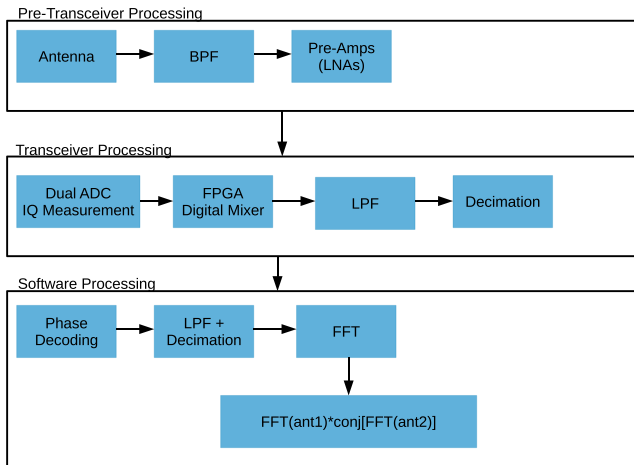 Pre-Transceiver Processing
Antenna
BPF
Pre-Amps
(LNAs)
Transceiver Processing
Dual ADC
IQ Measurement
FPGA
Digital Mixer
LPF
Decimation
Software Processing
Phase
Decoding
LPF +
Decimation
FFT
FFT(ant1)*conj[FFT(ant2)]